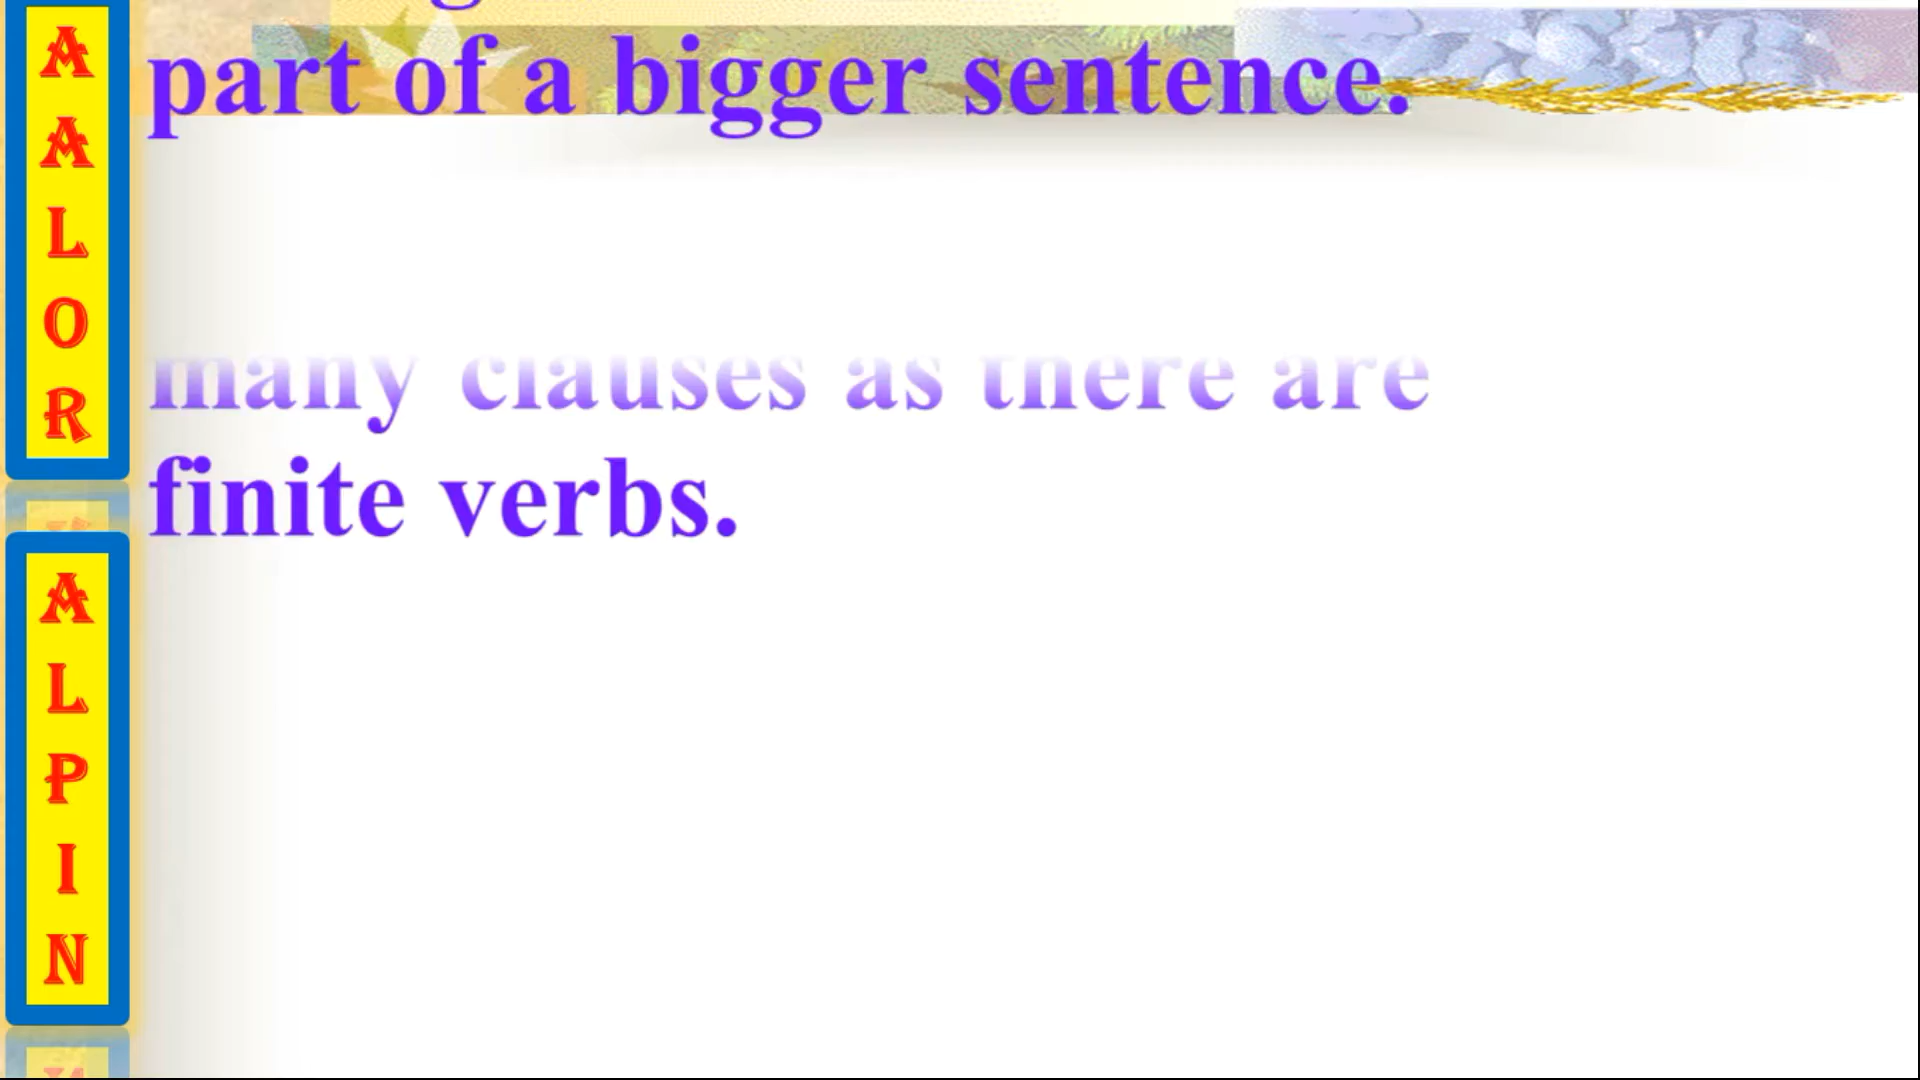 A
A
L
O
R
A
L
P
I
N
part of a bigger sentence.
many clauses as there are
finite verbs.